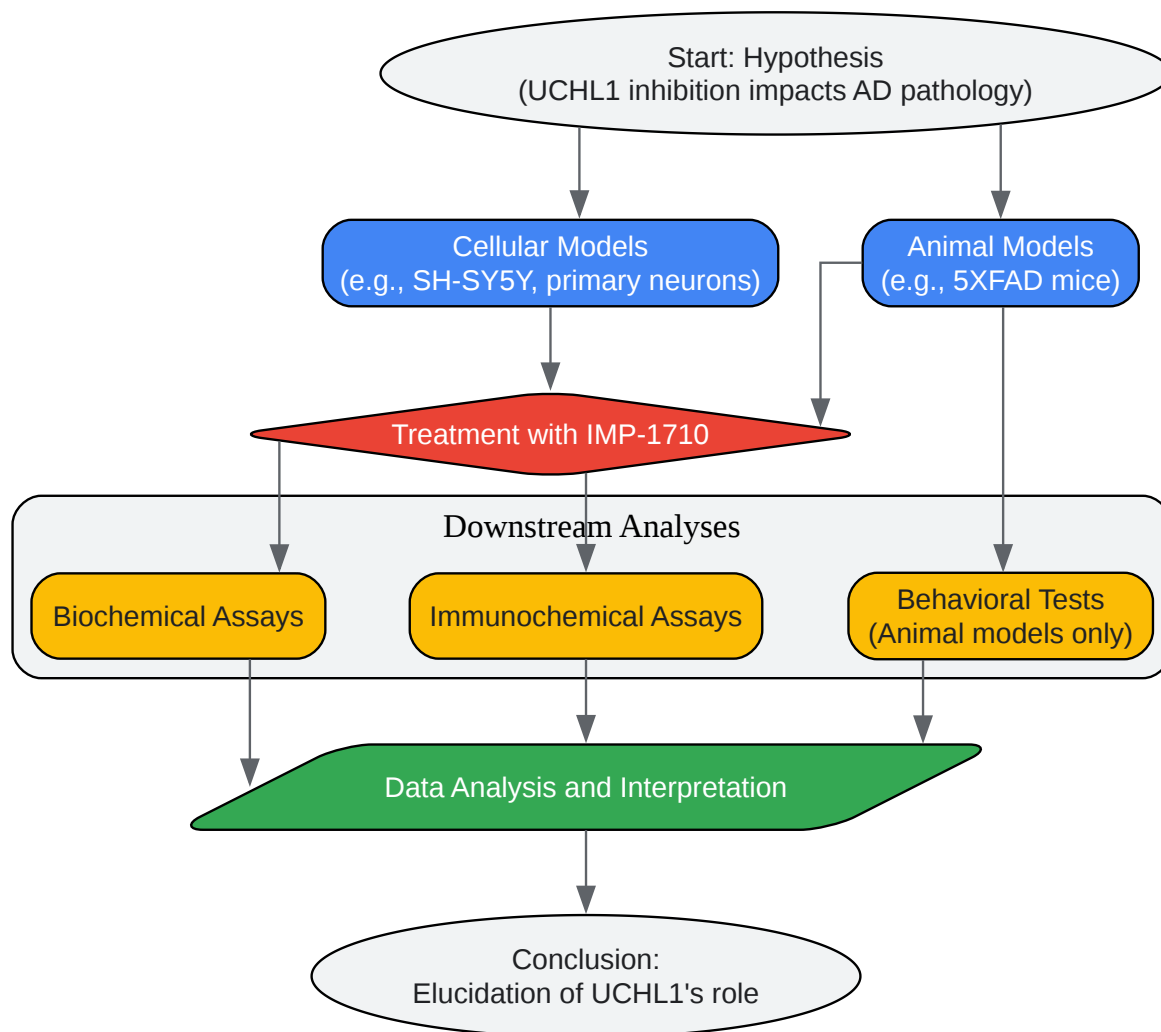 Start: Hypothesis
(UCHL1 inhibition impacts AD pathology)
Cellular Models
(e.g., SH-SY5Y, primary neurons)
Animal Models
(e.g., 5XFAD mice)
Treatment with IMP-1710
Downstream Analyses
Biochemical Assays
Immunochemical Assays
Behavioral Tests
(Animal models only)
Data Analysis and Interpretation
Conclusion:
Elucidation of UCHL1's role